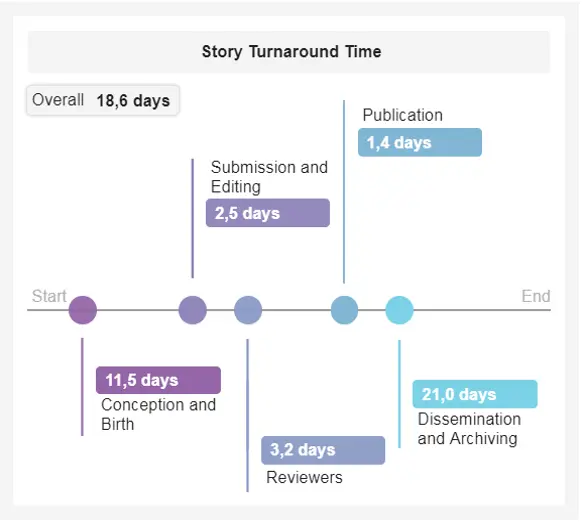 Story Turnaround Time
Overall 18,6 days
Publication
1,4 days
Submission and
Editing
2,5 days
Start
End
11,5 days
Conception and
Birth
21,0 days
Dissemination
and Archiving
3,2 days
Reviewers